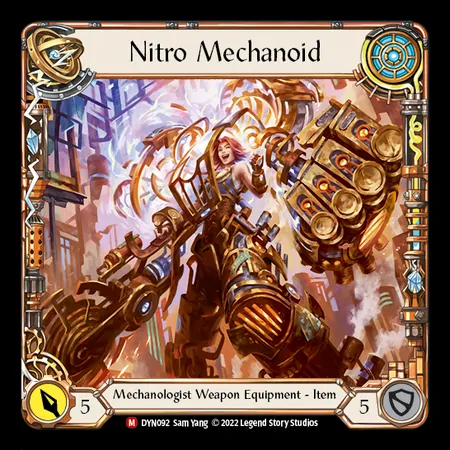 Nitro Mechanoid
Mechanologist Weapon Equipment - Item
5
5
M DYN092 Sam Yang © 2022 Legend Story Studios